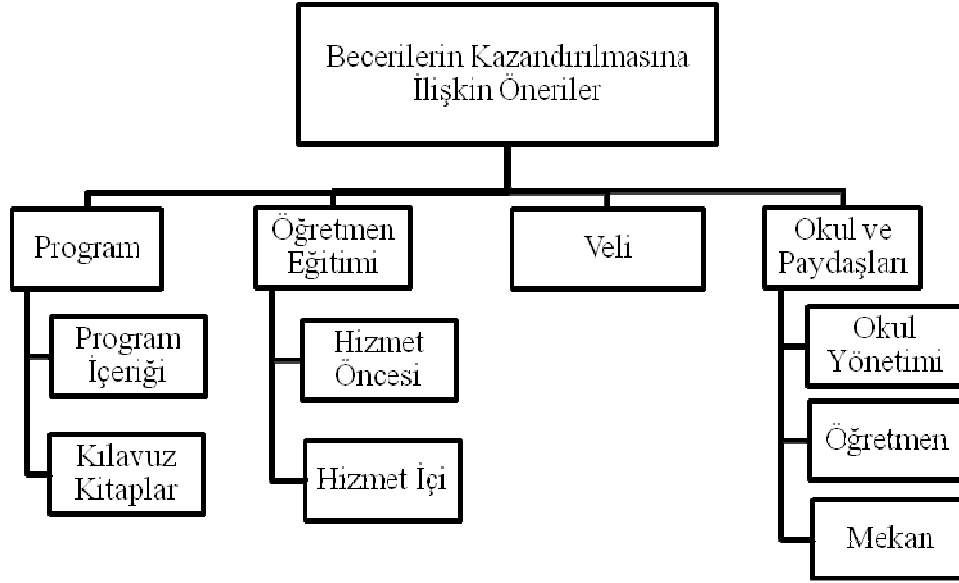 Becerilerin Kazandırılmasına
İlişkin Öneriler
Program
Öğretmen
Eğitimi
Veli
Okul ve
Paydaşları
Program
İçeriği
Kılavuz
Kitaplar
Hizmet
Öncesi
Hizmet İçi
Okul
Yönetimi
Öğretmen
Mekan